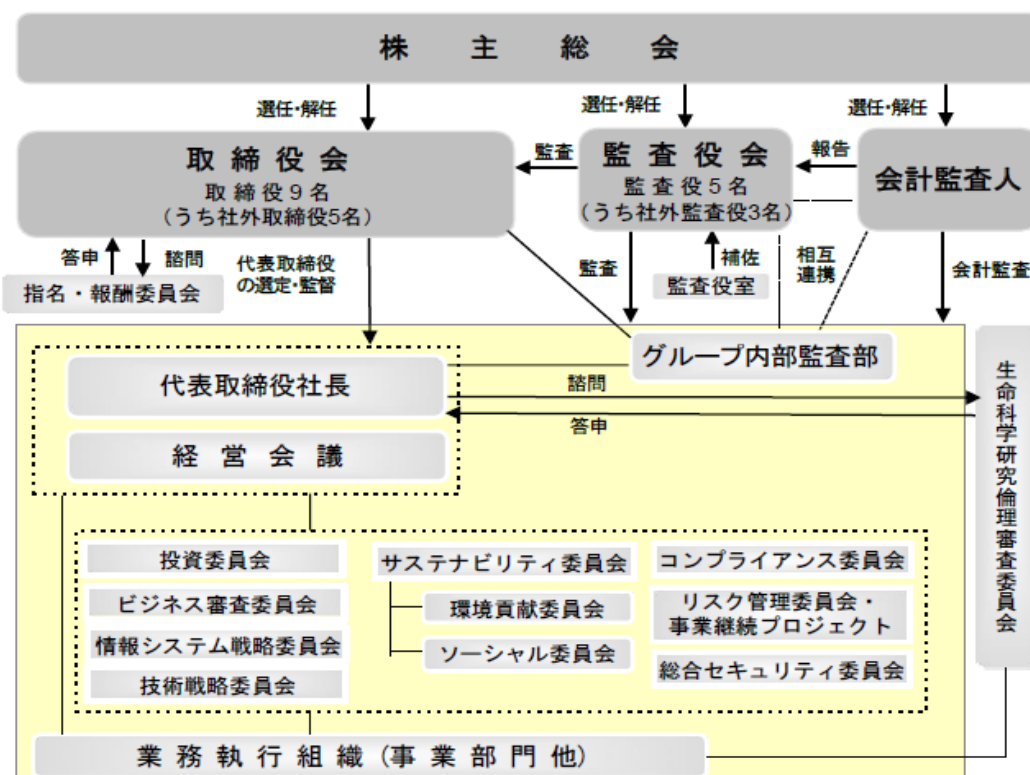 株主総会
選任・解任
選任・解任
選任・解任
取締役会
取締役9名
(うち社外取締役5名)
監査
監査役会
監査役5名
(うち社外監査役3名)
報告
会計監査人
答申
諮問
代表取締役
の選定・監督
監査
補佐
相互
連携
会計監査
指名・報酬委員会
監査役室
グループ内部監査部
代表取締役社長
諮問
答申
経営会議
生命科学研究倫理審査委員会
投資委員会
ビジネス審査委員会
情報システム戦略委員会
技術戦略委員会
サステナビリティ委員会
環境貢献委員会
ソーシャル委員会
コンプライアンス委員会
リスク管理委員会・
事業継続プロジェクト
総合セキュリティ委員会
業務執行組織(事業部門他)